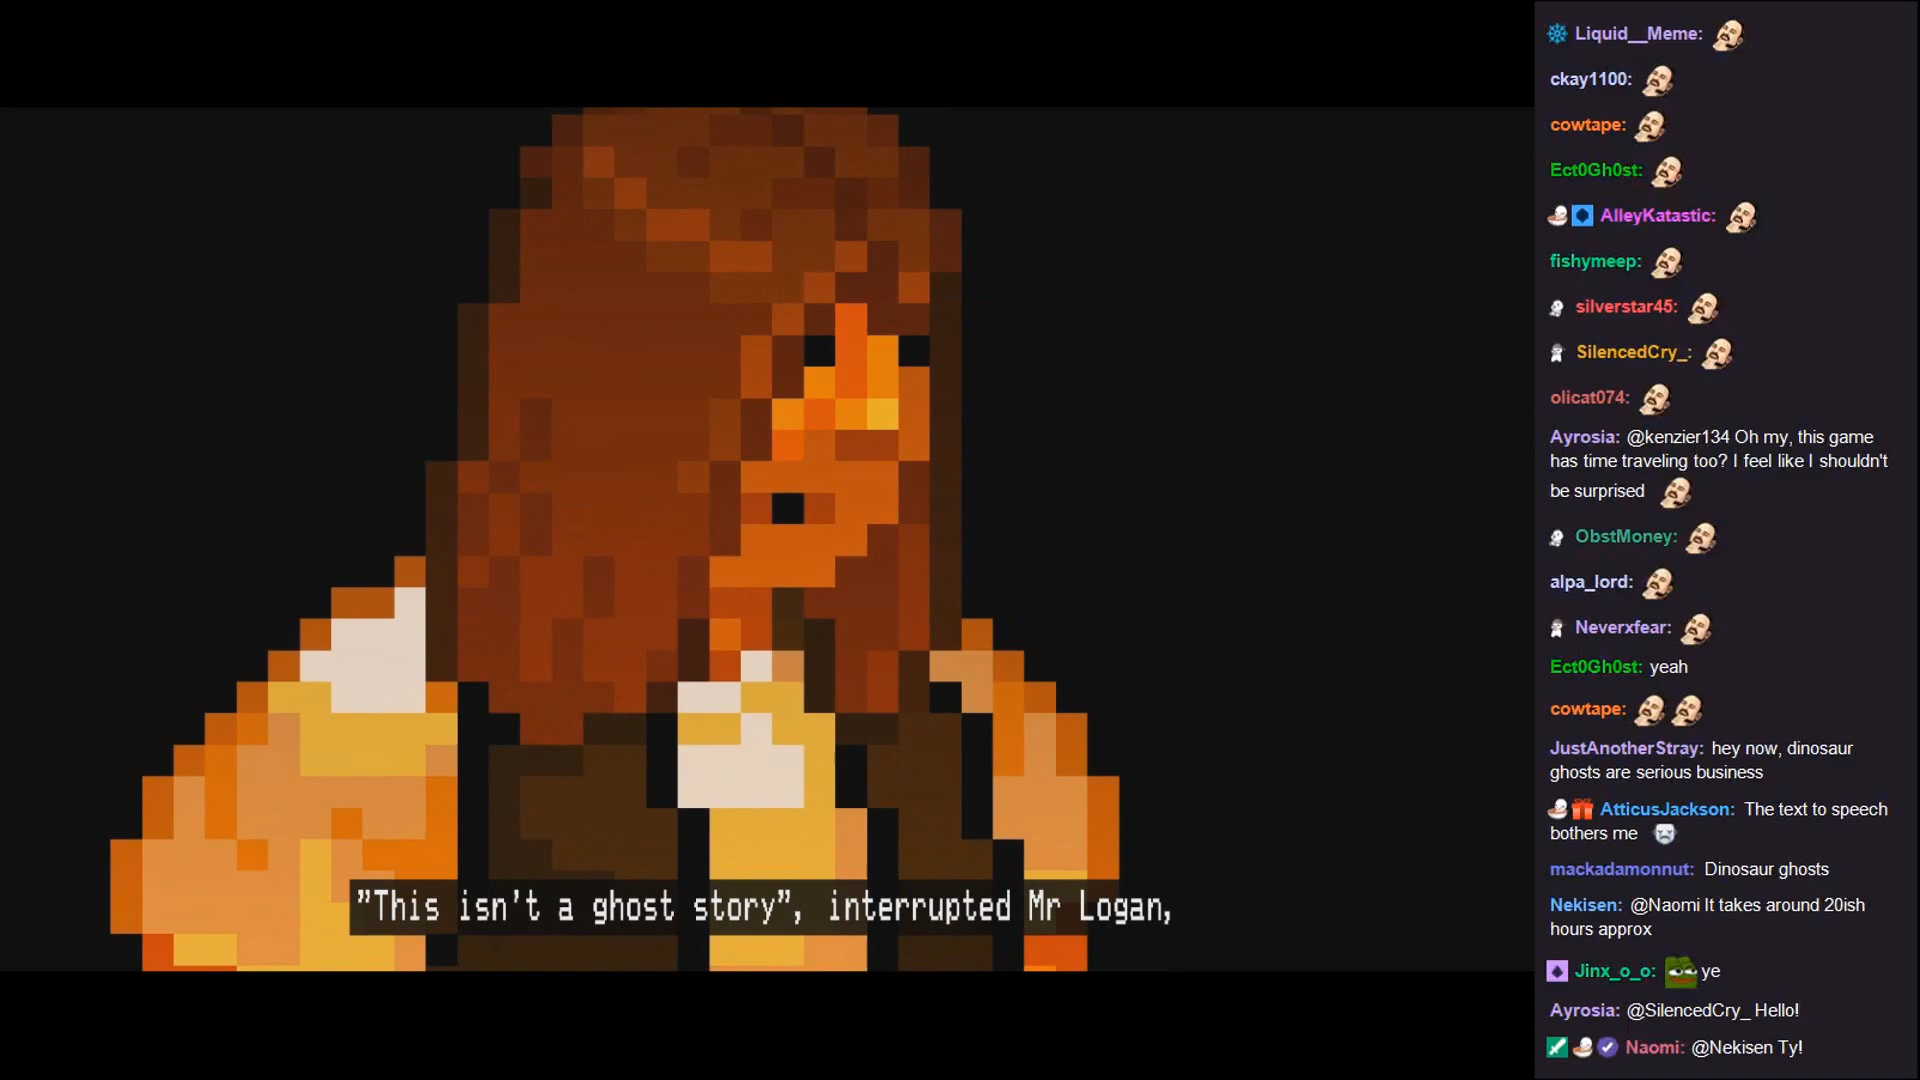 "This isn't a ghost story", interrupted Mr Logan,
Liquid__Meme:
ckay1100:
cowtape:
Ect0Gh0st:
AlleyKatastic:
fishymeep:
silverstar45:
SilencedCry_:
olicat074:
Ayrosia: @kenzier134 Oh my, this game
has time traveling too? I feel like I shouldn't
be surprised
ObstMoney:
alpa_lord:
Neverxfear:
Ect0Gh0st: yeah
cowtape:
JustAnotherStray: hey now, dinosaur
ghosts are serious business
AtticusJackson: The text to speech
bothers me
mackadamonnut: Dinosaur ghosts
Nekisen: @Naomi It takes around 20ish
hours approx
Jinx_o_o: ye
Ayrosia: @SilencedCry_ Hello!
Naomi: @Nekisen Ty!